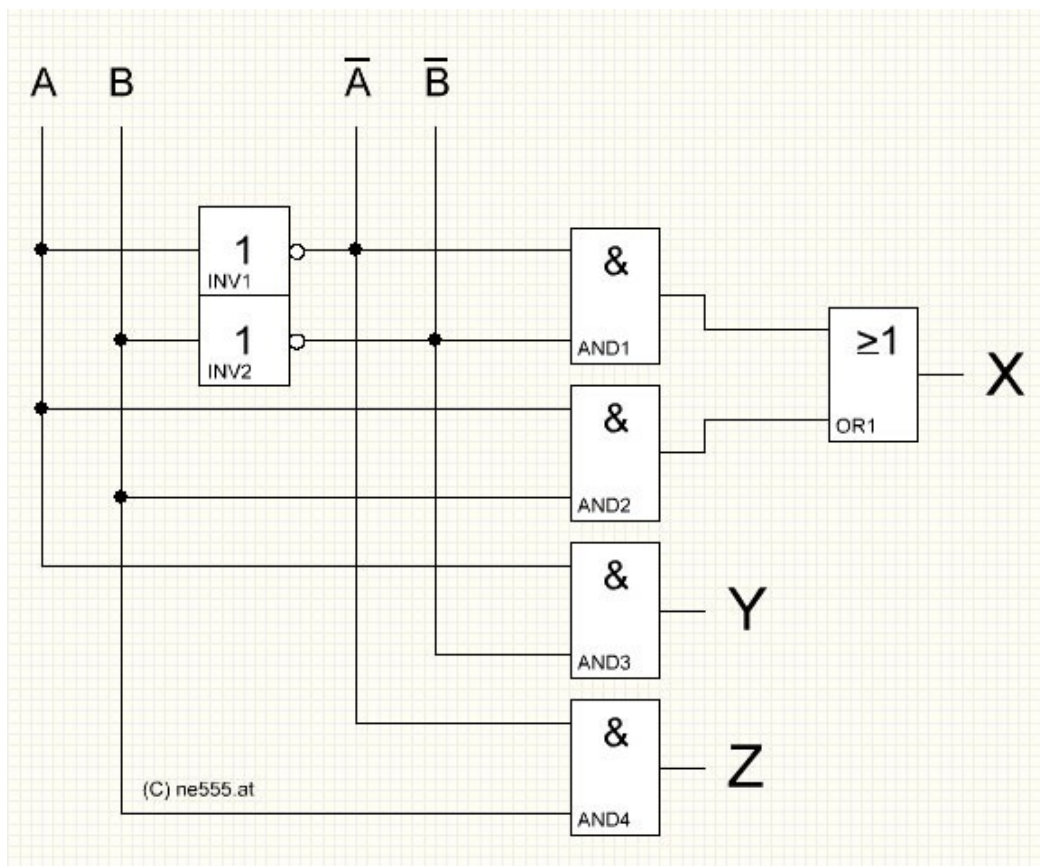 A B A̅ B̅
1
INV1
1
INV2
&
AND1
≥1
OR1
X
&
AND2
&
AND3
Y
&
AND4
Z
(C) ne555.at